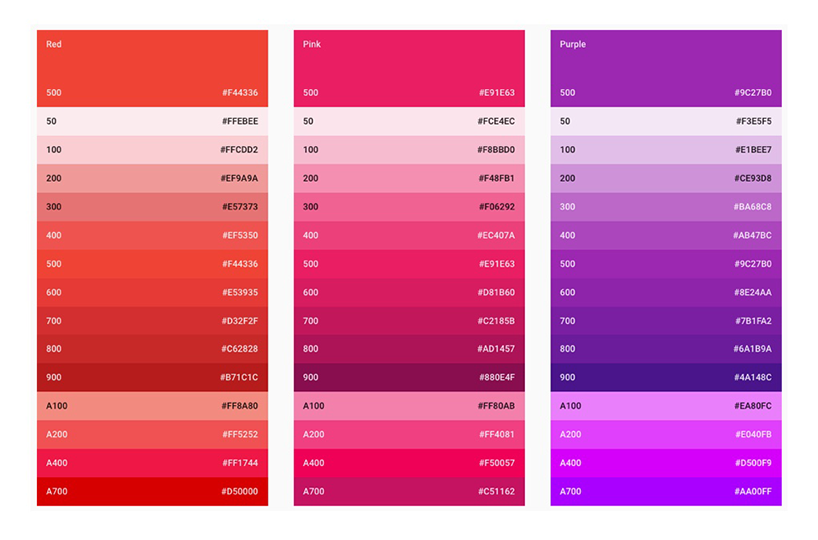 Red
500 #F44336
50 #FFEBEE
100 #FFCDD2
200 #EF9A9A
300 #E57373
400 #EF5350
500 #F44336
600 #E53935
700 #D32F2F
800 #C62828
900 #B71C1C
A100 #FF8A80
A200 #FF5252
A400 #FF1744
A700 #D50000
Pink
500 #E91E63
50 #FCE4EC
100 #F8BBD0
200 #F48FB1
300 #F06292
400 #EC407A
500 #E91E63
600 #D81B60
700 #C2185B
800 #AD1457
900 #880E4F
A100 #FF80AB
A200 #FF4081
A400 #F50057
A700 #C51162
Purple
500 #9C27B0
50 #F3E5F5
100 #E1BEE7
200 #CE93D8
300 #BA68C8
400 #AB47BC
500 #9C27B0
600 #8E24AA
700 #7B1FA2
800 #6A1B9A
900 #4A148C
A100 #EA80FC
A200 #E040FB
A400 #D500F9
A700 #AA00FF